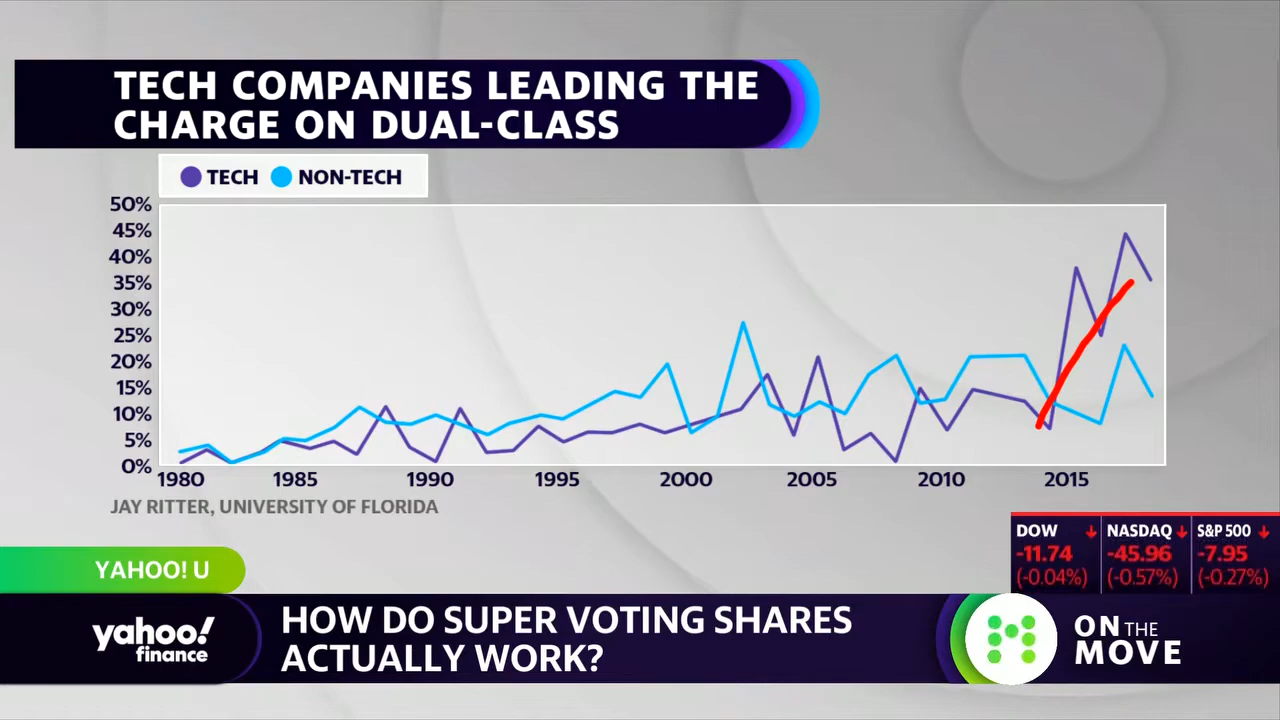 TECH COMPANIES LEADING THE
CHARGE ON DUAL-CLASS
TECH NON-TECH
50%
45%
40%
35%
30%
25%
20%
15%
10%
5%
0%
1980 1985 1990 1995 2000 2005 2010 2015
JAY RITTER, UNIVERSITY OF FLORIDA
DOW NASDAQ S&P 500
-11.74 -45.96 -7.95
(-0.04%) (-0.57%) (-0.27%)
YAHOO! U
yahoo!
finance
HOW DO SUPER VOTING SHARES
ACTUALLY WORK?
ON THE
MOVE